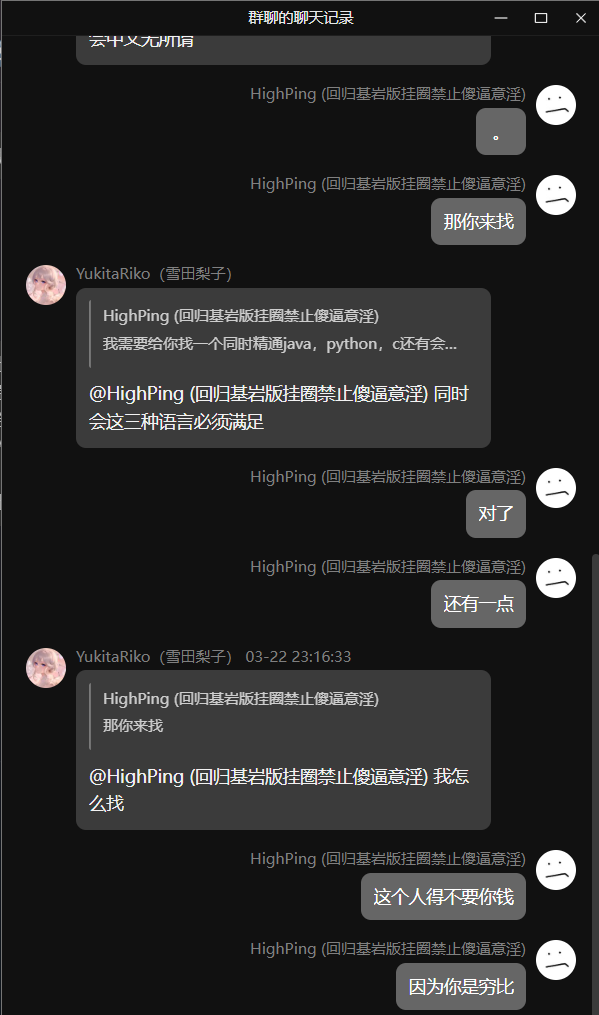 群聊的聊天记录
会中文无所谓
HighPing (回归基岩版挂圈禁止傻逼意淫)
。
HighPing (回归基岩版挂圈禁止傻逼意淫)
那你来找
YukitaRiko（雪田梨子）
HighPing (回归基岩版挂圈禁止傻逼意淫)
我需要给你找一个同时精通java，python，c还有会...
@HighPing (回归基岩版挂圈禁止傻逼意淫) 同时
会这三种语言必须满足
HighPing (回归基岩版挂圈禁止傻逼意淫)
对了
HighPing (回归基岩版挂圈禁止傻逼意淫)
还有一点
YukitaRiko（雪田梨子） 03-22 23:16:33
HighPing (回归基岩版挂圈禁止傻逼意淫)
那你来找
@HighPing (回归基岩版挂圈禁止傻逼意淫) 我怎
么找
HighPing (回归基岩版挂圈禁止傻逼意淫)
这个人得不要你钱
HighPing (回归基岩版挂圈禁止傻逼意淫)
因为你是穷比